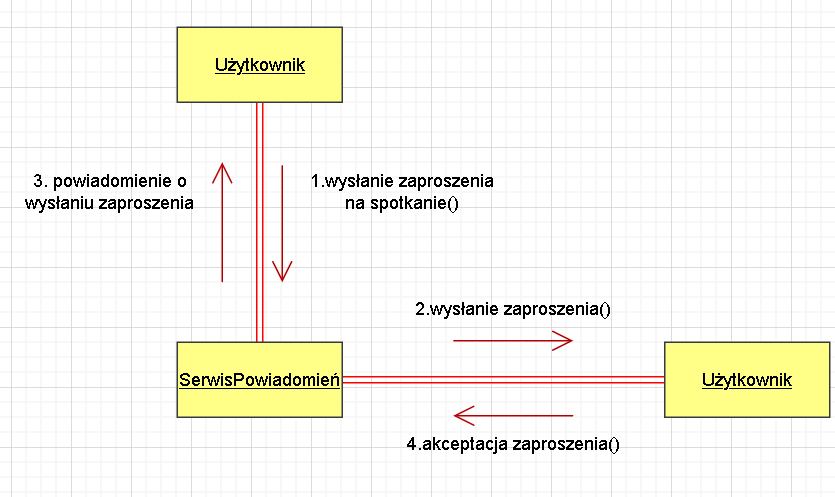 Użytkownik
3. powiadomienie o
wysłaniu zaproszenia
1.wysłanie zaproszenia
na spotkanie()
2.wysłanie zaproszenia()
SerwisPowiadomień
Użytkownik
4.akceptacja zaproszenia()